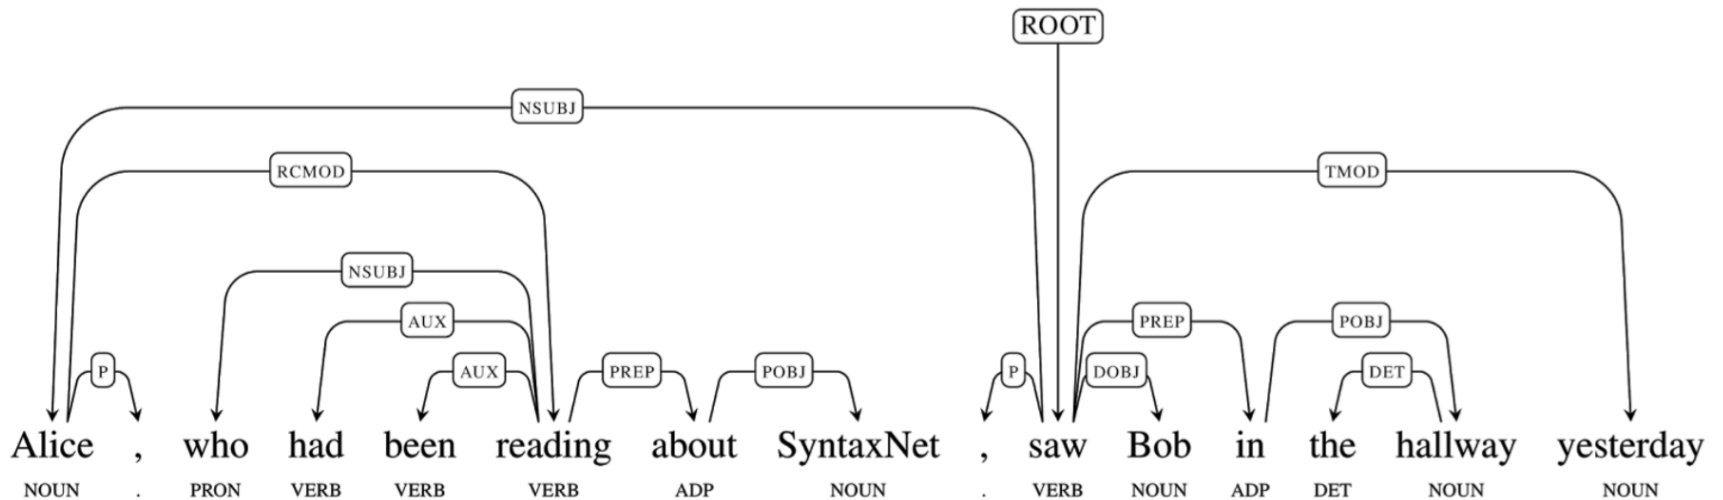 ROOT
NSUBJ
RCMOD TMOD
NSUBJ
AUX PREP POBJ
P AUX PREP POBJ P DOBJ DET
Alice , who had been reading about SyntaxNet , saw Bob in the hallway yesterday
NOUN . PRON VERB VERB VERB ADP NOUN . VERB NOUN ADP DET NOUN NOUN